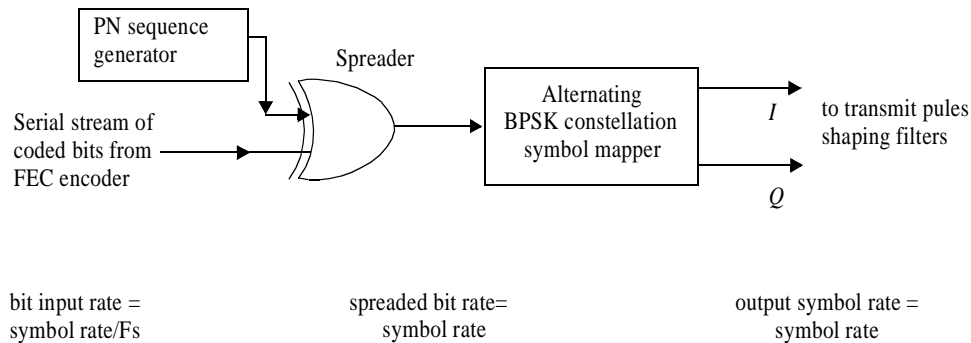 PN sequence
generator
Spreader
Serial stream of
coded bits from
FEC encoder
Alternating
BPSK constellation
symbol mapper
I
Q
to transmit pules
shaping filters
bit input rate =
symbol rate/Fs
spreaded bit rate=
symbol rate
output symbol rate =
symbol rate